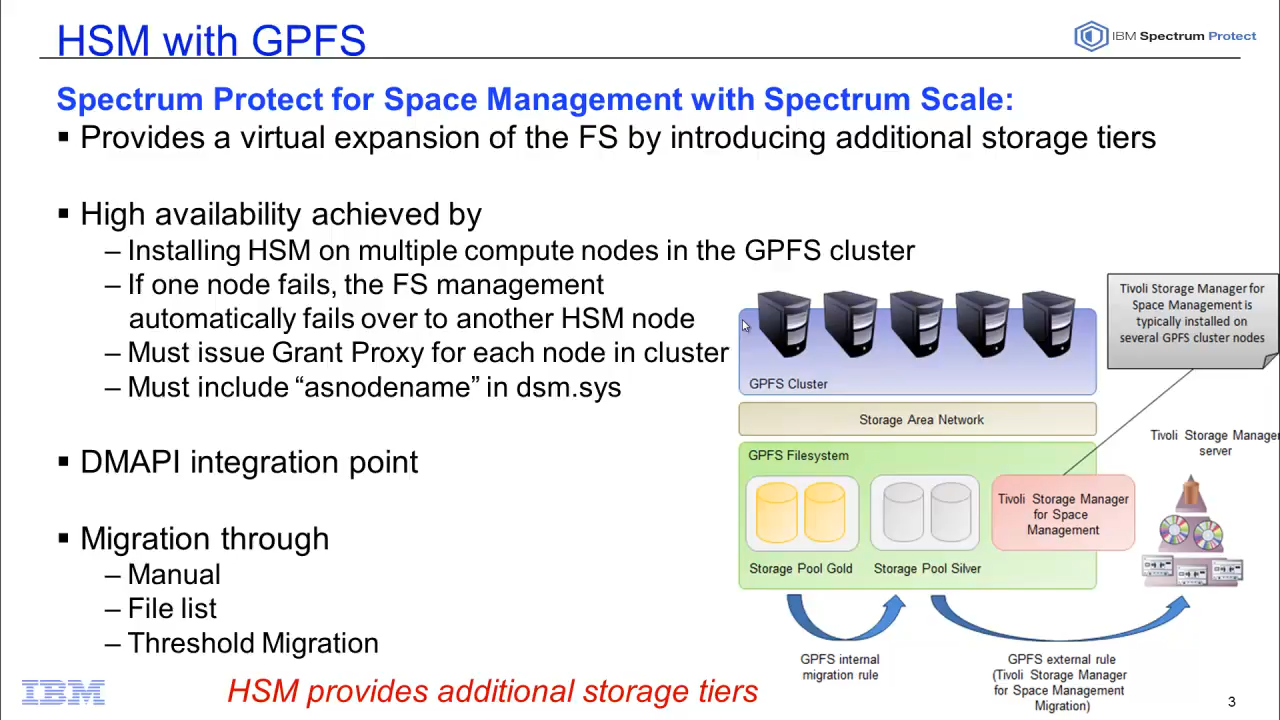 HSM with GPFS
IBM Spectrum Protect
Spectrum Protect for Space Management with Spectrum Scale:
▪ Provides a virtual expansion of the FS by introducing additional storage tiers
▪ High availability achieved by
– Installing HSM on multiple compute nodes in the GPFS cluster
– If one node fails, the FS management
automatically fails over to another HSM node
– Must issue Grant Proxy for each node in cluster
– Must include “asnodename” in dsm.sys
▪ DMAPI integration point
▪ Migration through
– Manual
– File list
– Threshold Migration
HSM provides additional storage tiers
Tivoli Storage Manager for
Space Management is
typically installed on
several GPFS cluster nodes
GPFS Cluster
Storage Area Network
GPFS Filesystem
Tivoli Storage Manager
for Space
Management
Storage Pool Gold
Storage Pool Silver
Tivoli Storage Manager
server
GPFS internal
migration rule
GPFS external rule
(Tivoli Storage Manager
for Space Management
Migration)
IBM
3